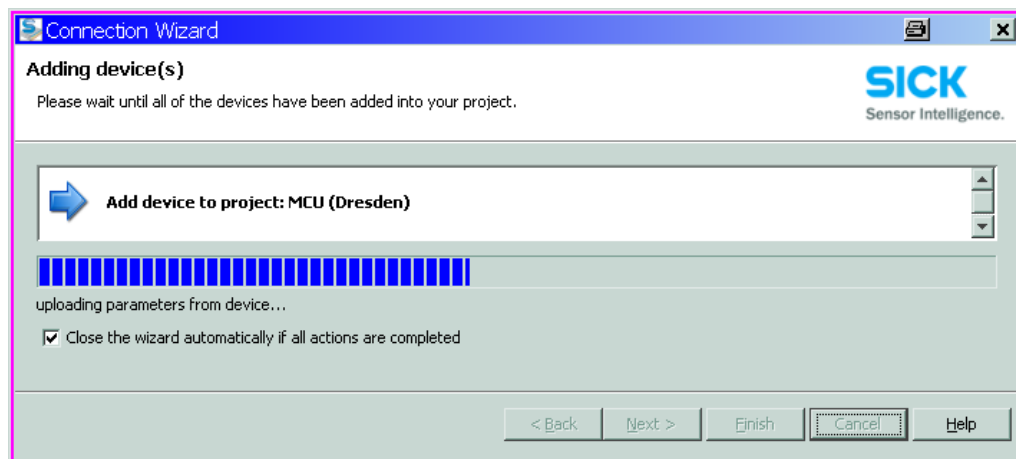 Connection Wizard
Adding device(s)
Please wait until all of the devices have been added into your project.
SICK
Sensor Intelligence.
Add device to project: MCU (Dresden)
uploading parameters from device...
Close the wizard automatically if all actions are completed
< Back Next > Finish Cancel Help